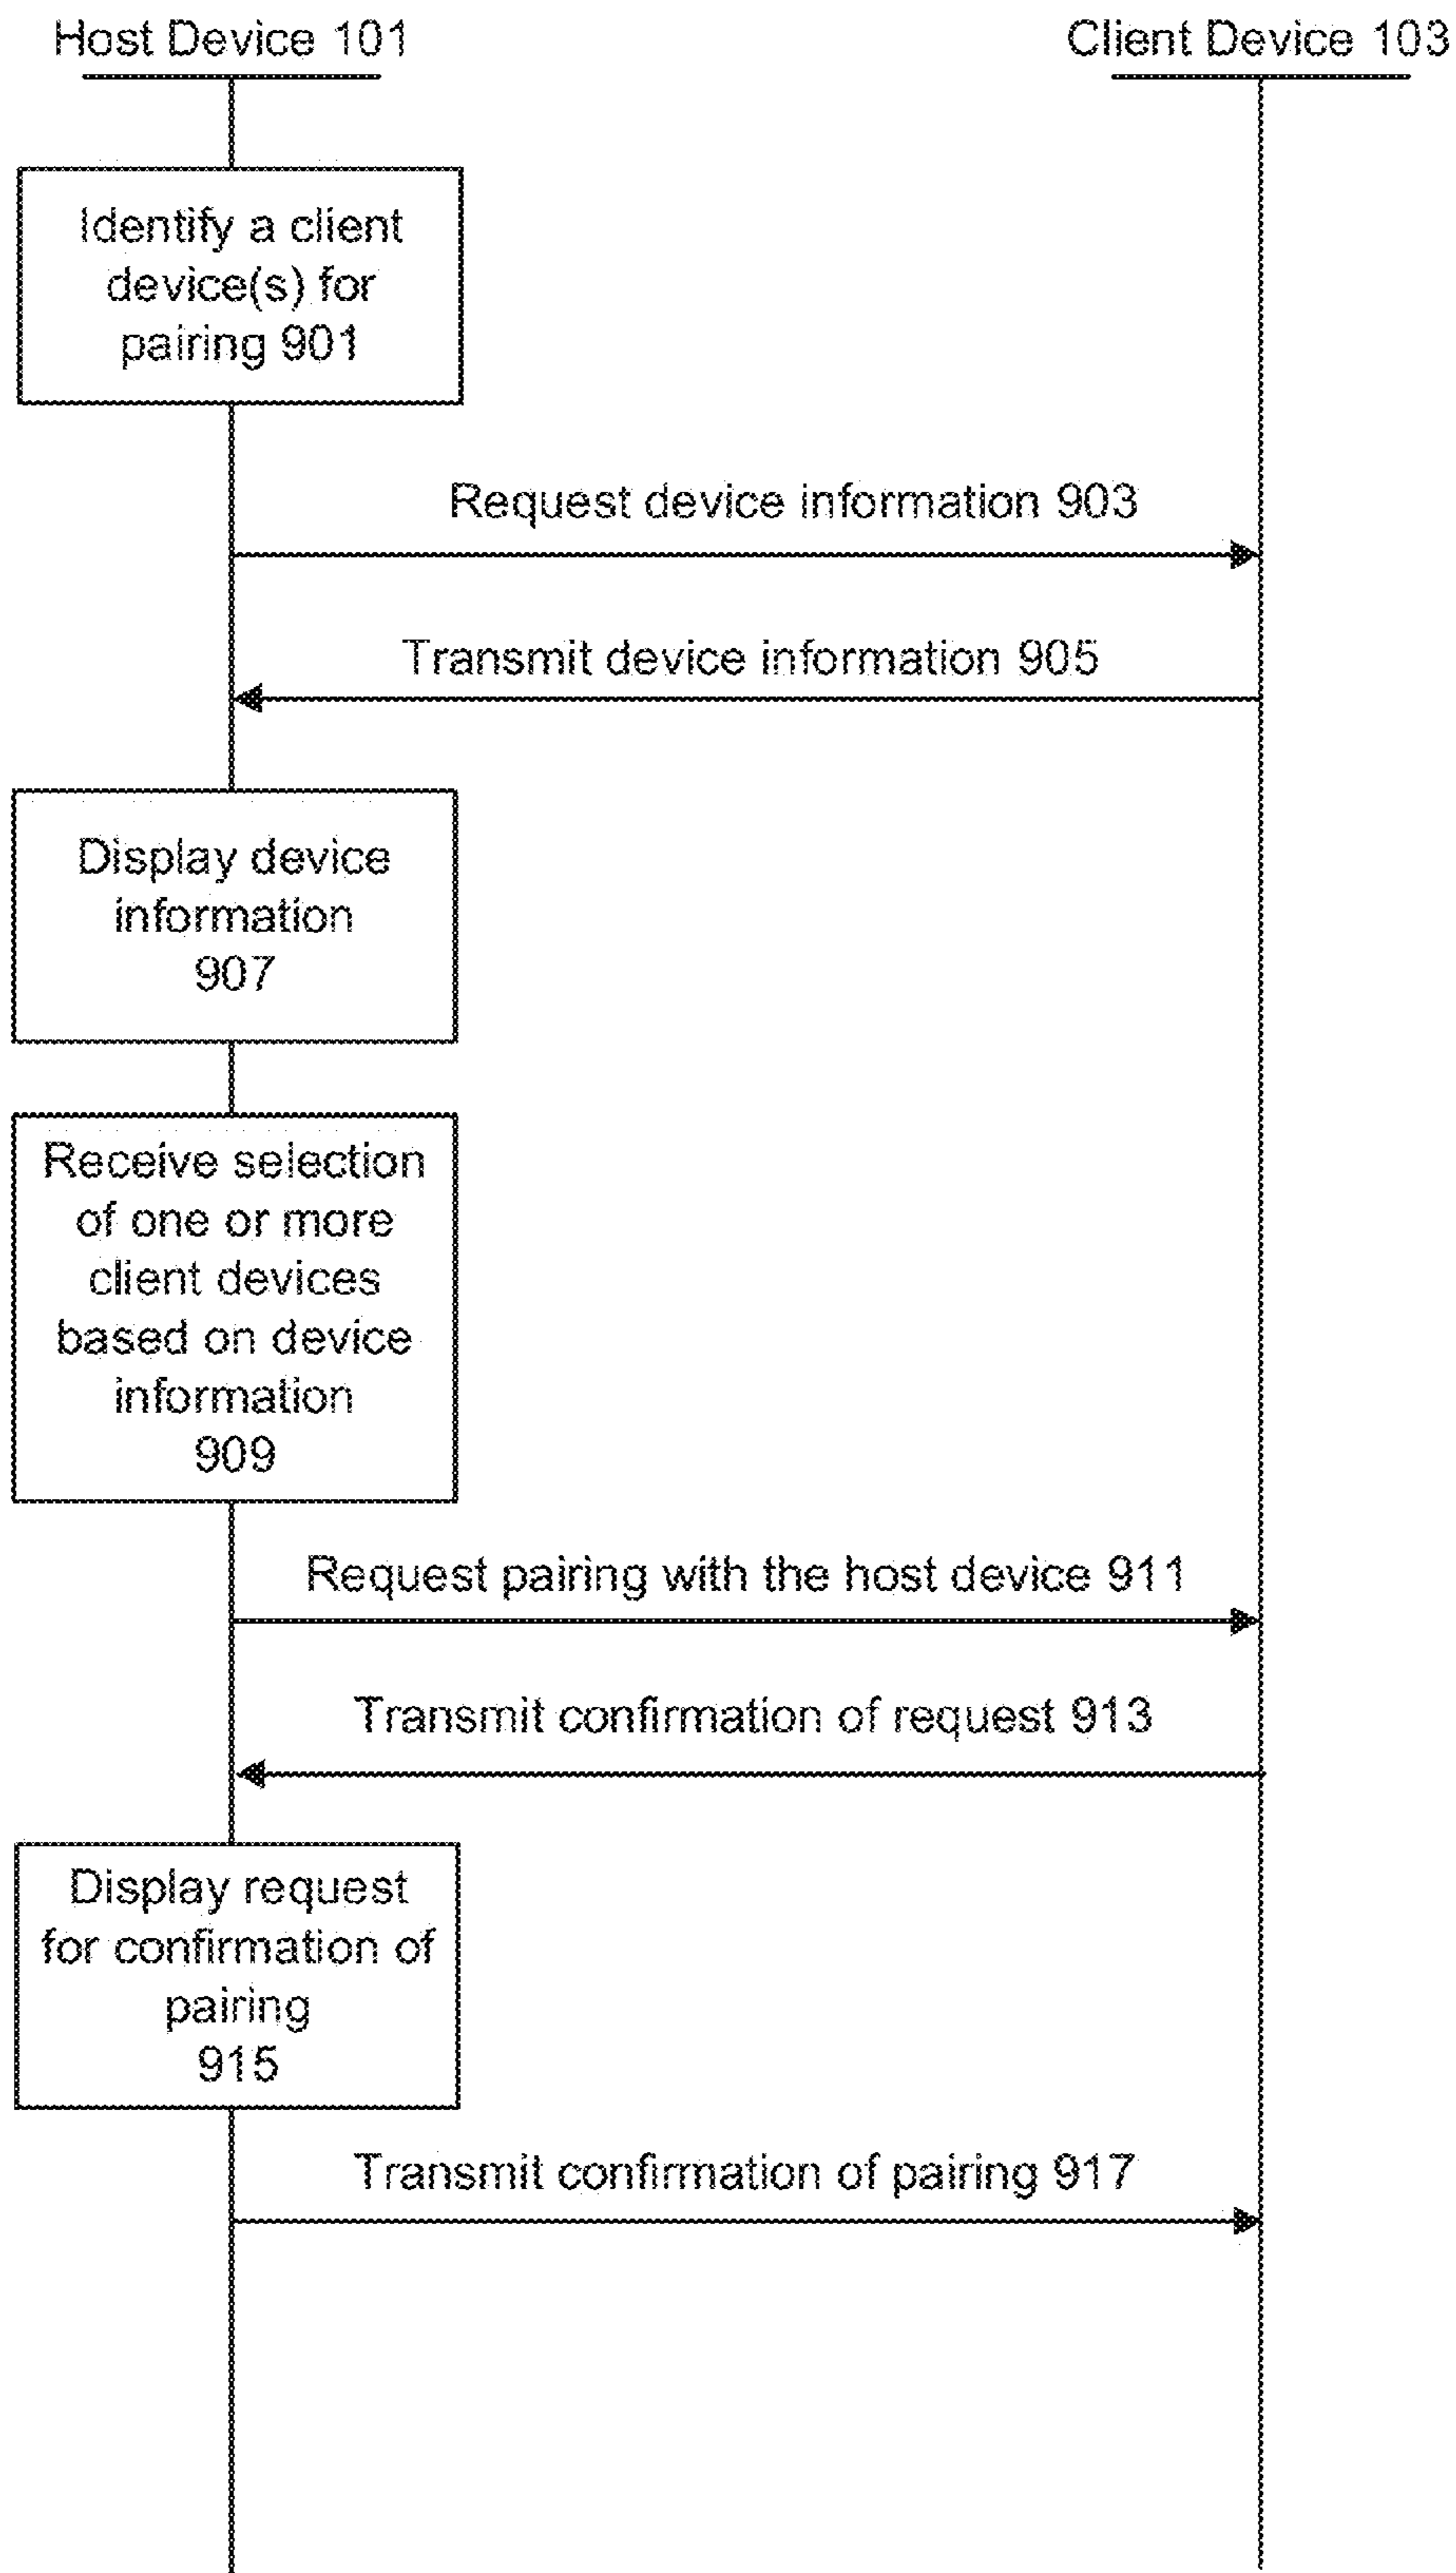 Host Device 101
Client Device 103
Identify a client
device(s) for
pairing 901
Request device information 903
Transmit device information 905
Display device
information
907
Receive selection
of one or more
client devices
based on device
information
909
Request pairing with the host device 911
Transmit confirmation of request 913
Display request
for confirmation of
pairing
915
Transmit confirmation of pairing 917